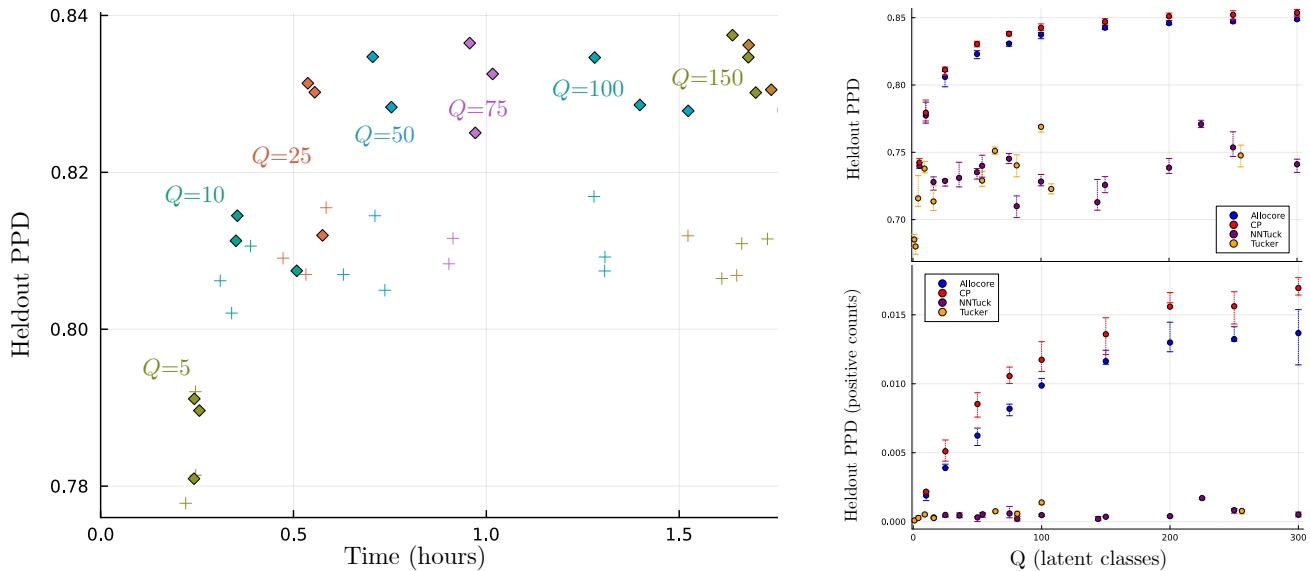 0.84
0.82
0.80
0.78
Heldout PPD
Q=5
Q=10
Q=25
Q=50
Q=75
Q=100
Q=150
0.0
0.5
1.0
1.5
Time (hours)
0.85
0.80
0.75
0.70
Heldout PPD
Allocore
CP
NNTuck
Tucker
0.015
0.010
0.005
0.000
Heldout PPD (positive counts)
Allocore
CP
NNTuck
Tucker
0
100
200
300
Q (latent classes)